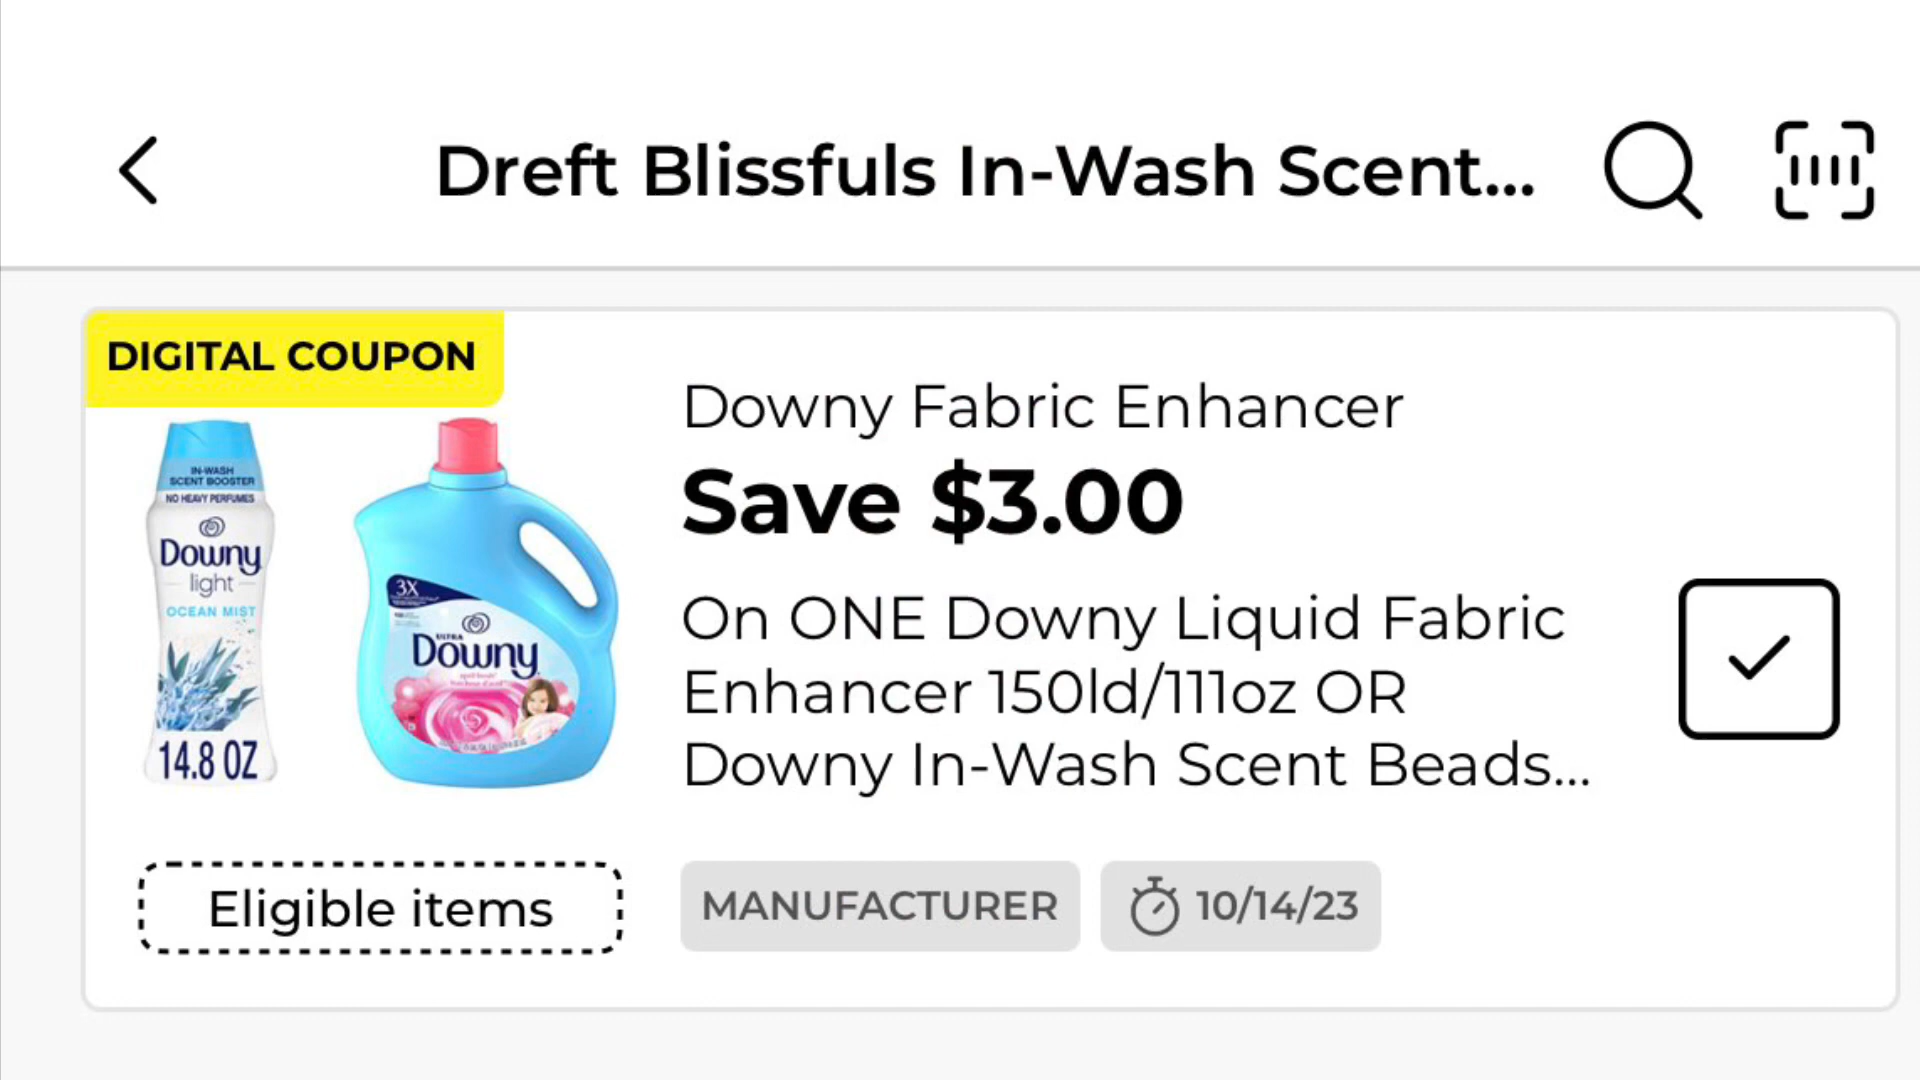 Dreft Blissfuls In-Wash Scent...
DIGITAL COUPON
Downy Fabric Enhancer
Save $3.00
On ONE Downy Liquid Fabric
Enhancer 150ld/111oz OR
Downy In-Wash Scent Beads...
IN-WASH
SCENT BOOSTER
NO HEAVY PERFUMES
Downy
light
OCEAN MIST
14.8 OZ
3X
ULTRA
Downy
Eligible items
MANUFACTURER
10/14/23